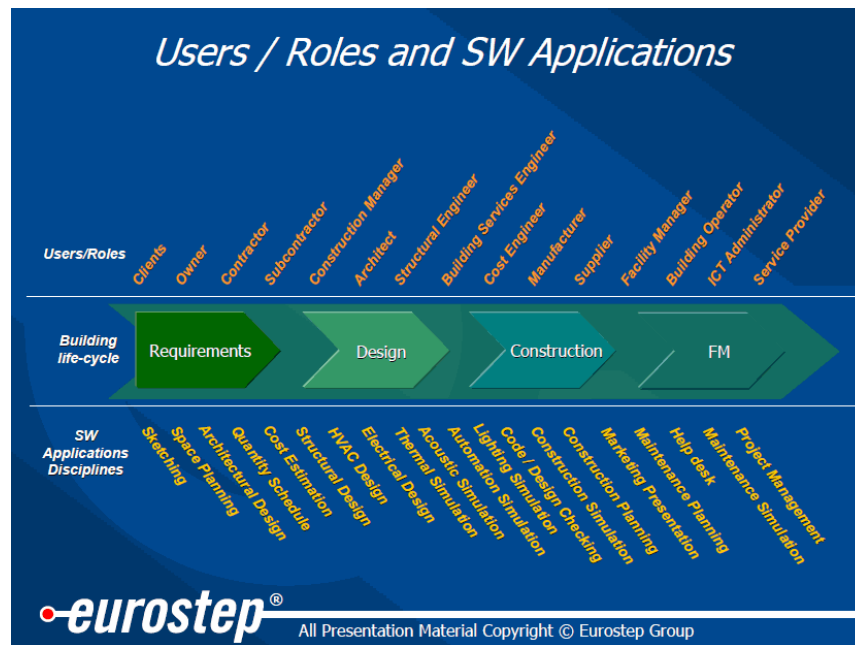 Users / Roles and SW Applications
Users/Roles
Clients
Owner
Contractor
Subcontractor
Construction Manager
Architect
Structural Engineer
Building Services Engineer
Cost Engineer
Manufacturer
Supplier
Facility Manager
Building Operator
ICT Administrator
Service Provider
Building
life-cycle
Requirements
Design
Construction
FM
SW
Applications
Disciplines
Sketching
Space Planning
Architectural Design
Quantity Schedule
Cost Estimation
Structural Design
HVAC Design
Electrical Design
Thermal Simulation
Acoustic Simulation
Automation Simulation
Lighting Simulation
Code / Design Checking
Construction Simulation
Construction Planning
Marketing Presentation
Maintenance Planning
Help desk
Maintenance Simulation
Project Management
eurostep®
All Presentation Material Copyright © Eurostep Group